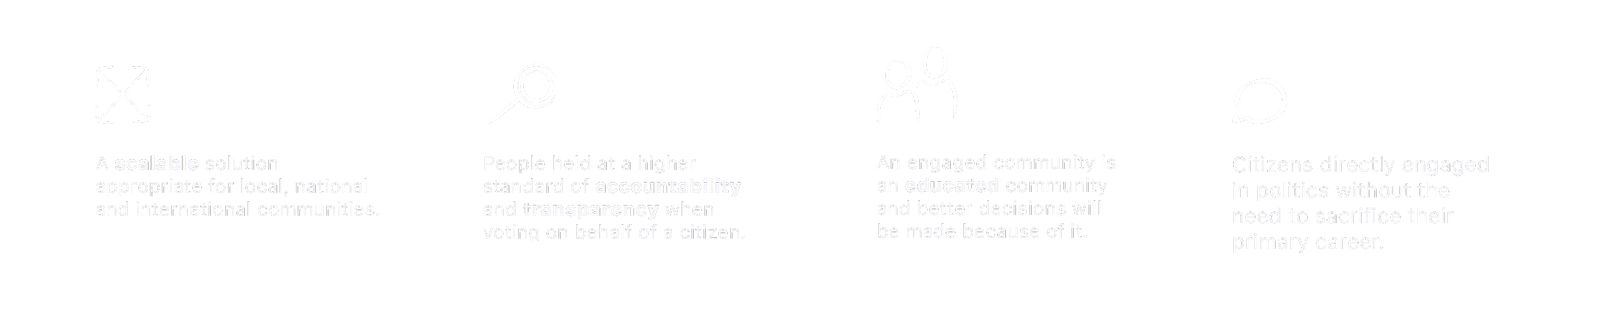 A scalable solution
appropriate for local, national
and international communities.
People held at a higher
standard of accountability
and transparency when
voting on behalf of a citizen.
An engaged community is
an educated community
and better decisions will
be made because of it.
Citizens directly engaged
in politics without the
need to sacrifice their
primary career.